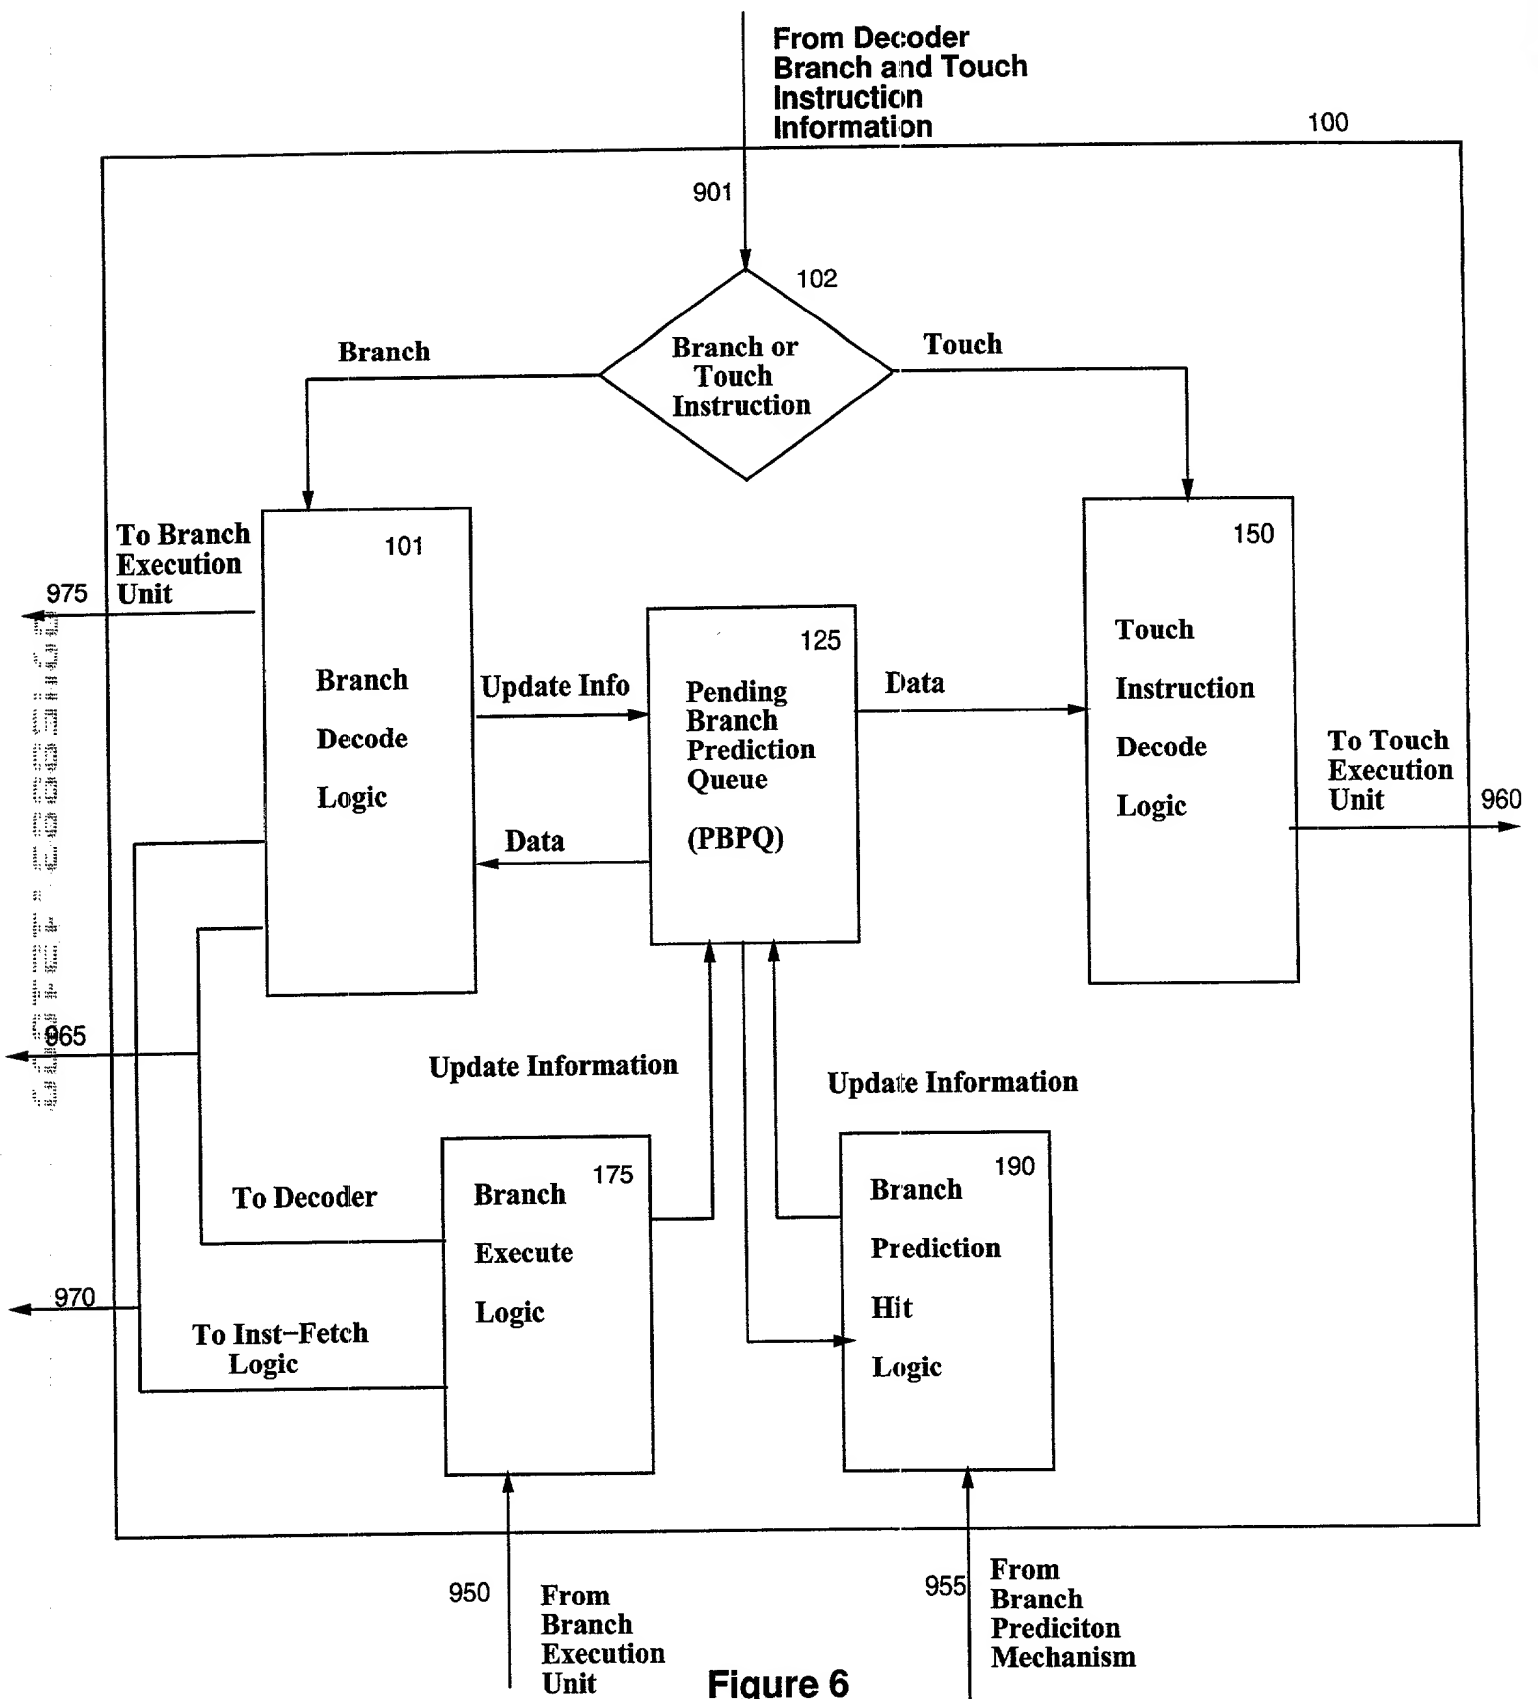 From Decoder
Branch and Touch
Instruction
Information
100
901
102
Branch or
Touch
Instruction
Branch
Touch
To Branch
Execution
Unit
975
101
Branch
Decode
Logic
Update Info
Data
125
Pending
Branch
Prediction
Queue
(PBPQ)
Data
150
Touch
Instruction
Decode
Logic
To Touch
Execution
Unit
960
965
Update Information
Update Information
To Decoder
175
Branch
Execute
Logic
190
Branch
Prediction
Hit
Logic
970
To Inst-Fetch
Logic
950
From
Branch
Execution
Unit
955
From
Branch
Prediciton
Mechanism
Figure 6